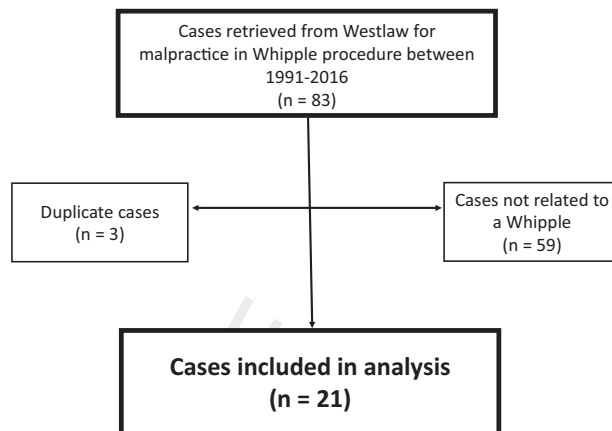 Cases retrieved from Westlaw for
malpractice in Whipple procedure between
1991-2016
(n = 83)
Duplicate cases
(n = 3)
Cases not related to
a Whipple
(n = 59)
Cases included in analysis
(n = 21)